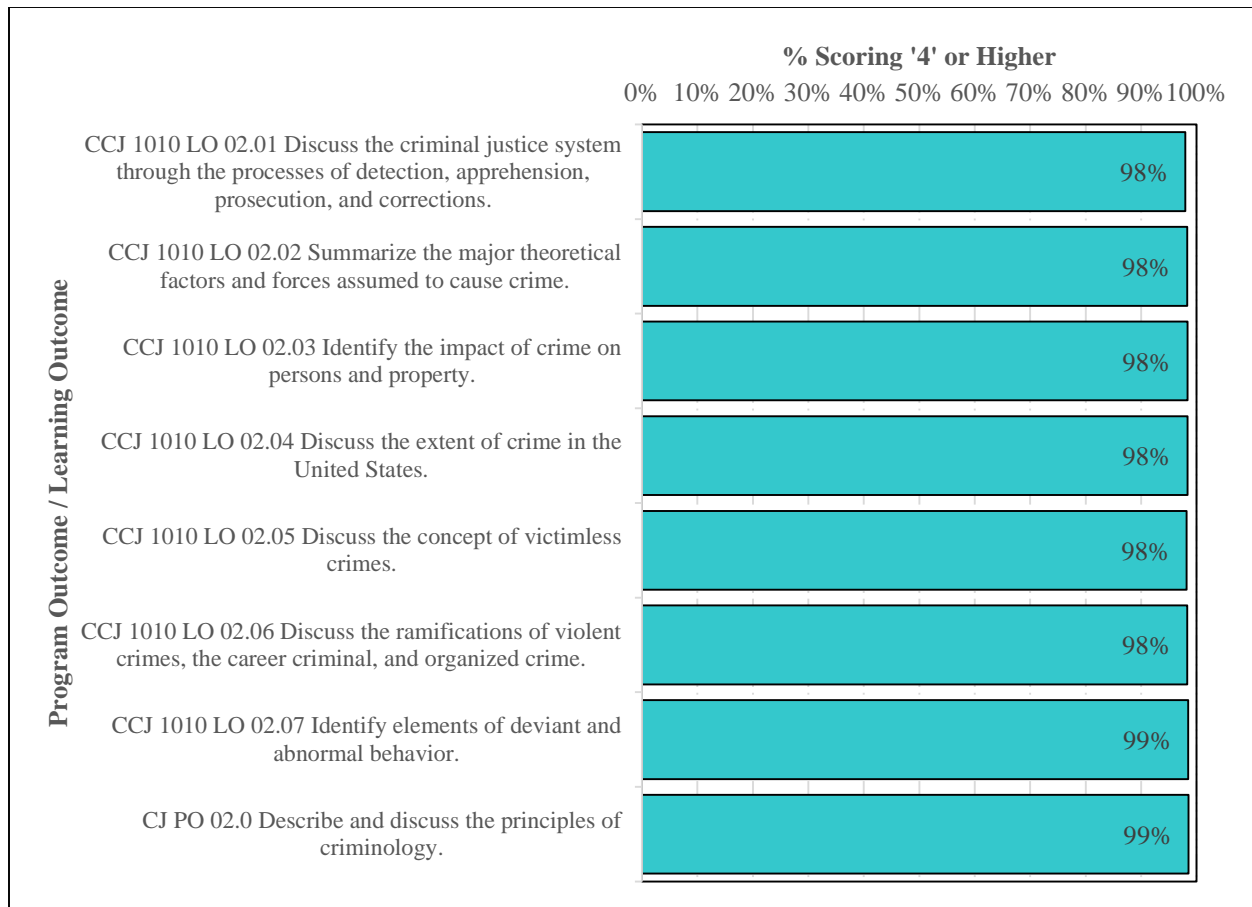 % Scoring '4' or Higher
0% 10% 20% 30% 40% 50% 60% 70% 80% 90% 100%
Program Outcome / Learning Outcome
CCJ 1010 LO 02.01 Discuss the criminal justice system
through the processes of detection, apprehension,
prosecution, and corrections.
98%
CCJ 1010 LO 02.02 Summarize the major theoretical
factors and forces assumed to cause crime.
98%
CCJ 1010 LO 02.03 Identify the impact of crime on
persons and property.
98%
CCJ 1010 LO 02.04 Discuss the extent of crime in the
United States.
98%
CCJ 1010 LO 02.05 Discuss the concept of victimless
crimes.
98%
CCJ 1010 LO 02.06 Discuss the ramifications of violent
crimes, the career criminal, and organized crime.
98%
CCJ 1010 LO 02.07 Identify elements of deviant and
abnormal behavior.
99%
CJ PO 02.0 Describe and discuss the principles of
criminology.
99%